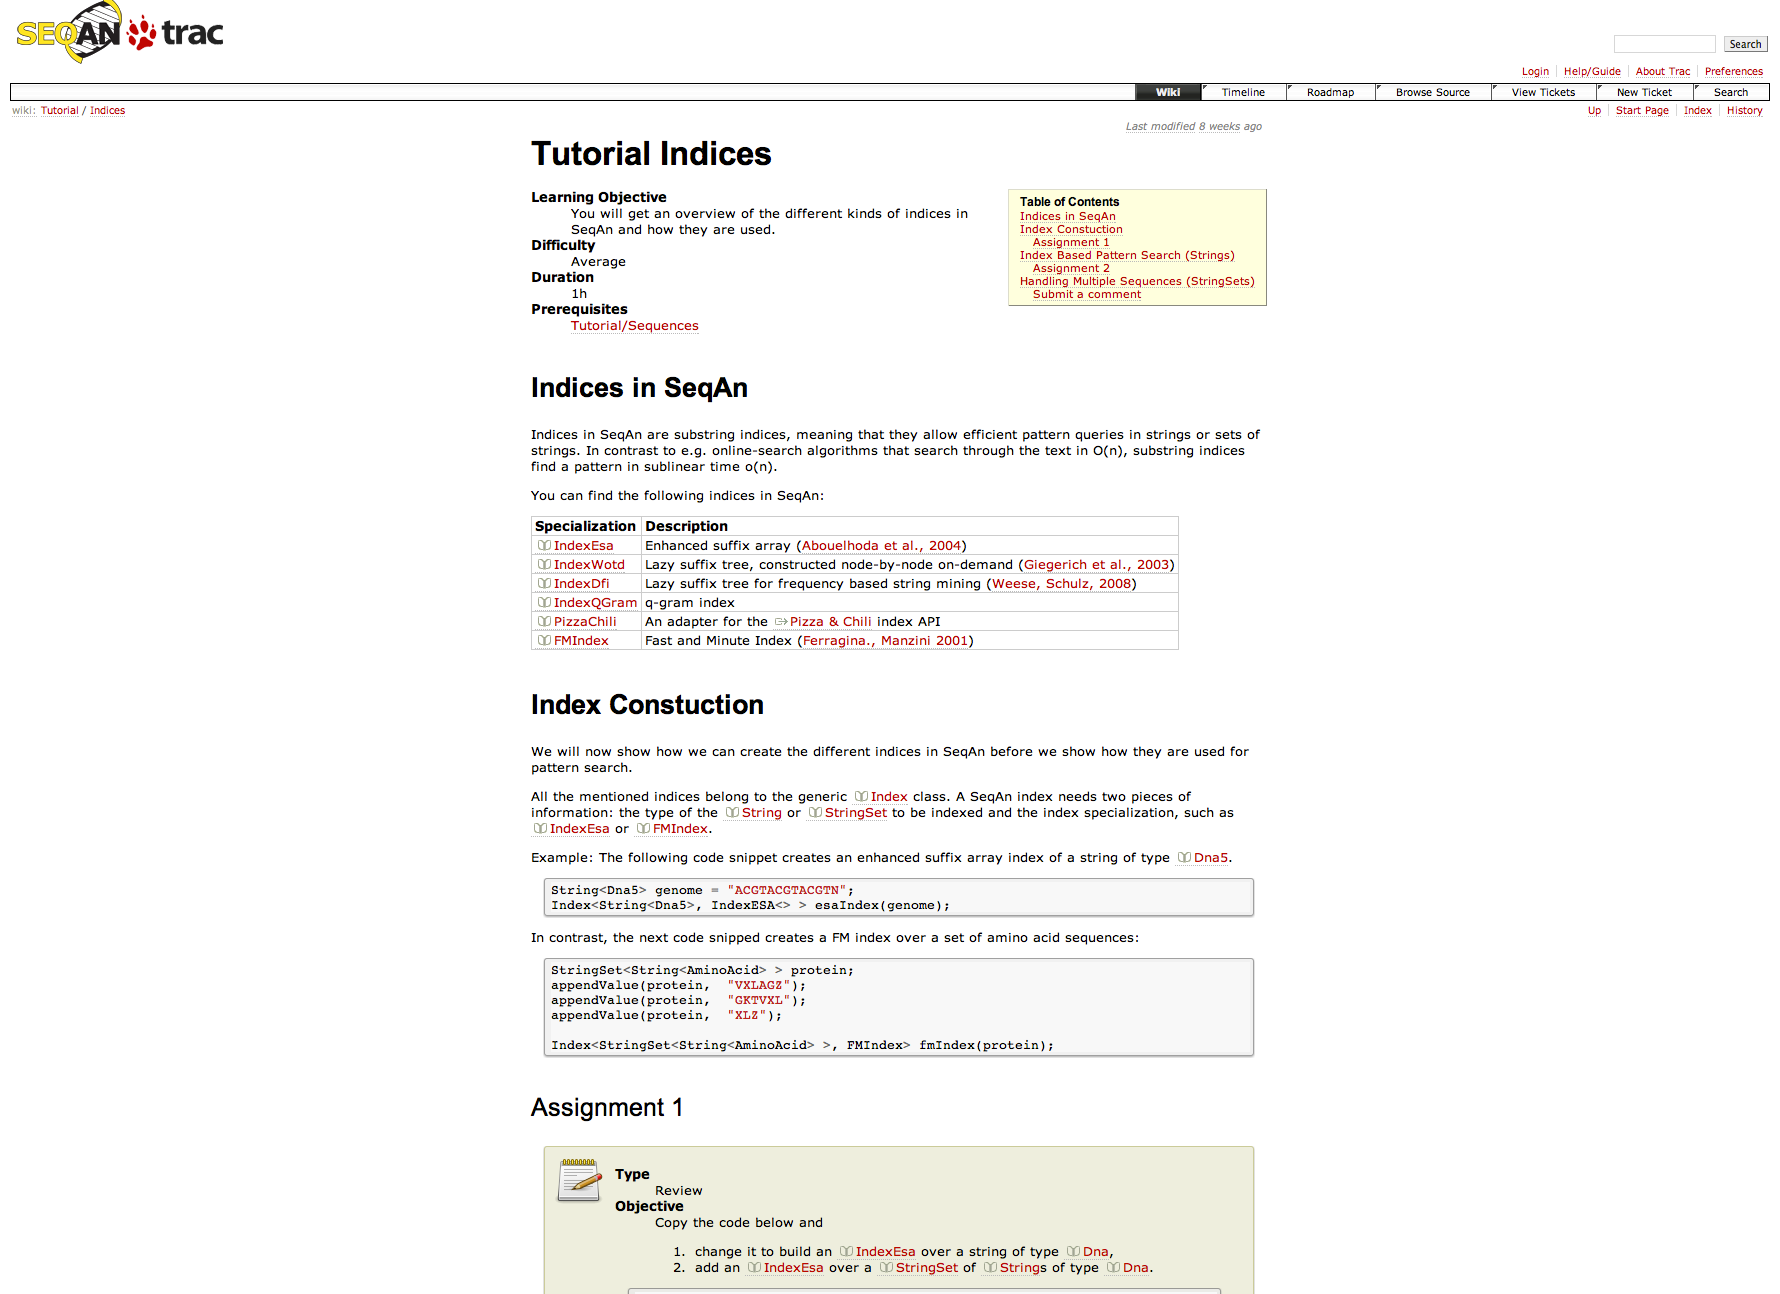 SEQAN trac
Search
Login Help/Guide About Trac Preferences
Wiki Timeline Roadmap Browse Source View Tickets New Ticket Search
wiki: Tutorial / Indices
Up Start Page Index History
Last modified 8 weeks ago
Tutorial Indices
Learning Objective
You will get an overview of the different kinds of indices in
SeqAn and how they are used.
Difficulty
Average
Duration
1h
Prerequisites
Tutorial/Sequences
Table of Contents
Indices in SeqAn
Index Constuction
Assignment 1
Index Based Pattern Search (Strings)
Assignment 2
Handling Multiple Sequences (StringSets)
Submit a comment
Indices in SeqAn
Indices in SeqAn are substring indices, meaning that they allow efficient pattern queries in strings or sets of
strings. In contrast to e.g. online-search algorithms that search through the text in O(n), substring indices
find a pattern in sublinear time o(n).
You can find the following indices in SeqAn:
Specialization Description
IndexEsa Enhanced suffix array (Abouelhoda et al., 2004)
IndexWotd Lazy suffix tree, constructed node-by-node on-demand (Giegerich et al., 2003)
IndexDfi Lazy suffix tree for frequency based string mining (Weese, Schulz, 2008)
IndexQGram q-gram index
PizzaChili An adapter for the Pizza & Chili index API
FMIndex Fast and Minute Index (Ferragina., Manzini 2001)
Index Constuction
We will now show how we can create the different indices in SeqAn before we show how they are used for
pattern search.
All the mentioned indices belong to the generic Index class. A SeqAn index needs two pieces of
information: the type of the String or StringSet to be indexed and the index specialization, such as
IndexEsa or FMIndex.
Example: The following code snippet creates an enhanced suffix array index of a string of type Dna5.
String<Dna5> genome = "ACGTACGTACGTN";
Index<String<Dna5>, IndexESA<> > esaIndex(genome);
In contrast, the next code snipped creates a FM index over a set of amino acid sequences:
StringSet<String<AminoAcid> > protein;
appendValue(protein, "VXLAGZ");
appendValue(protein, "GKTVXL");
appendValue(protein, "XLZ");
Index<StringSet<String<AminoAcid> >, FMIndex> fmIndex(protein);
Assignment 1
Type
Review
Objective
Copy the code below and
1. change it to build an IndexEsa over a string of type Dna,
2. add an IndexEsa over a StringSet of Strings of type Dna.